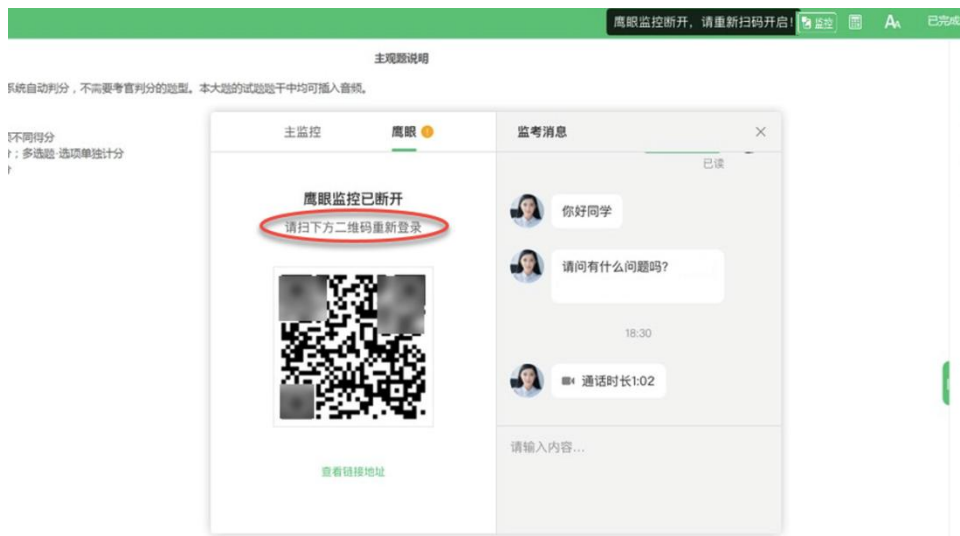 鹰眼监控断开，请重新扫码开启！
监控
已完成
主观题说明
系统自动判分，不需要考官判分的题型。本大题的试题题干中均可插入音频。
不同得分
；多选题-选项单独计分
主监控
鹰眼
监考消息
已读
鹰眼监控已断开
请扫下方二维码重新登录
你好同学
请问有什么问题吗?
18:30
通话时长1:02
请输入内容...
查看链接地址